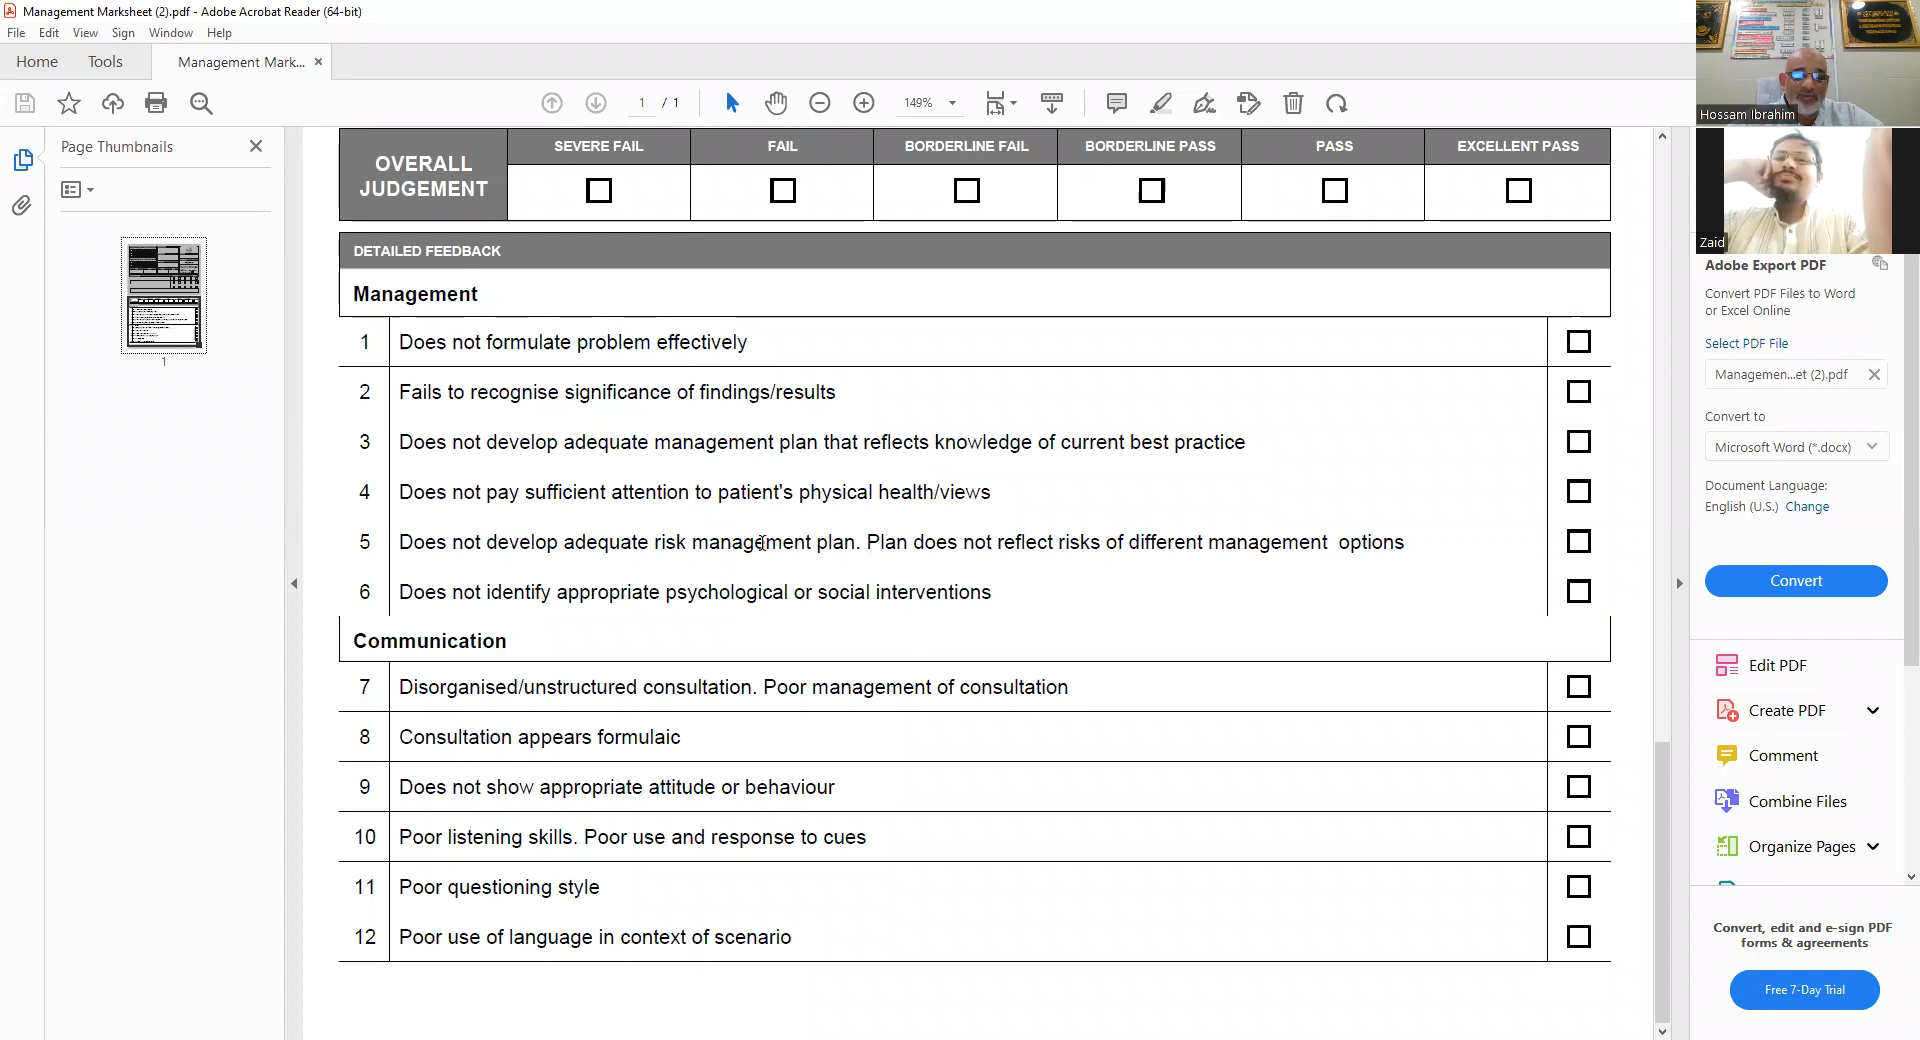 Management Marksheet (2).pdf - Adobe Acrobat Reader (64-bit)
File Edit View Sign Window Help
Home Tools Management Mark... ×
1 / 1 149%
Page Thumbnails
1
OVERALL JUDGEMENT
SEVERE FAIL FAIL BORDERLINE FAIL BORDERLINE PASS PASS EXCELLENT PASS
DETAILED FEEDBACK
Management
1 Does not formulate problem effectively
2 Fails to recognise significance of findings/results
3 Does not develop adequate management plan that reflects knowledge of current best practice
4 Does not pay sufficient attention to patient's physical health/views
5 Does not develop adequate risk management plan. Plan does not reflect risks of different management options
6 Does not identify appropriate psychological or social interventions
Communication
7 Disorganised/unstructured consultation. Poor management of consultation
8 Consultation appears formulaic
9 Does not show appropriate attitude or behaviour
10 Poor listening skills. Poor use and response to cues
11 Poor questioning style
12 Poor use of language in context of scenario
Hossam Ibrahim
Zaid
Adobe Export PDF
Convert PDF Files to Word
or Excel Online
Select PDF File
Managemen...et (2).pdf
Convert to
Microsoft Word (*.docx)
Document Language:
English (U.S.) Change
Convert
Edit PDF
Create PDF
Comment
Combine Files
Organize Pages
Convert, edit and e-sign PDF
forms & agreements
Free 7-Day Trial